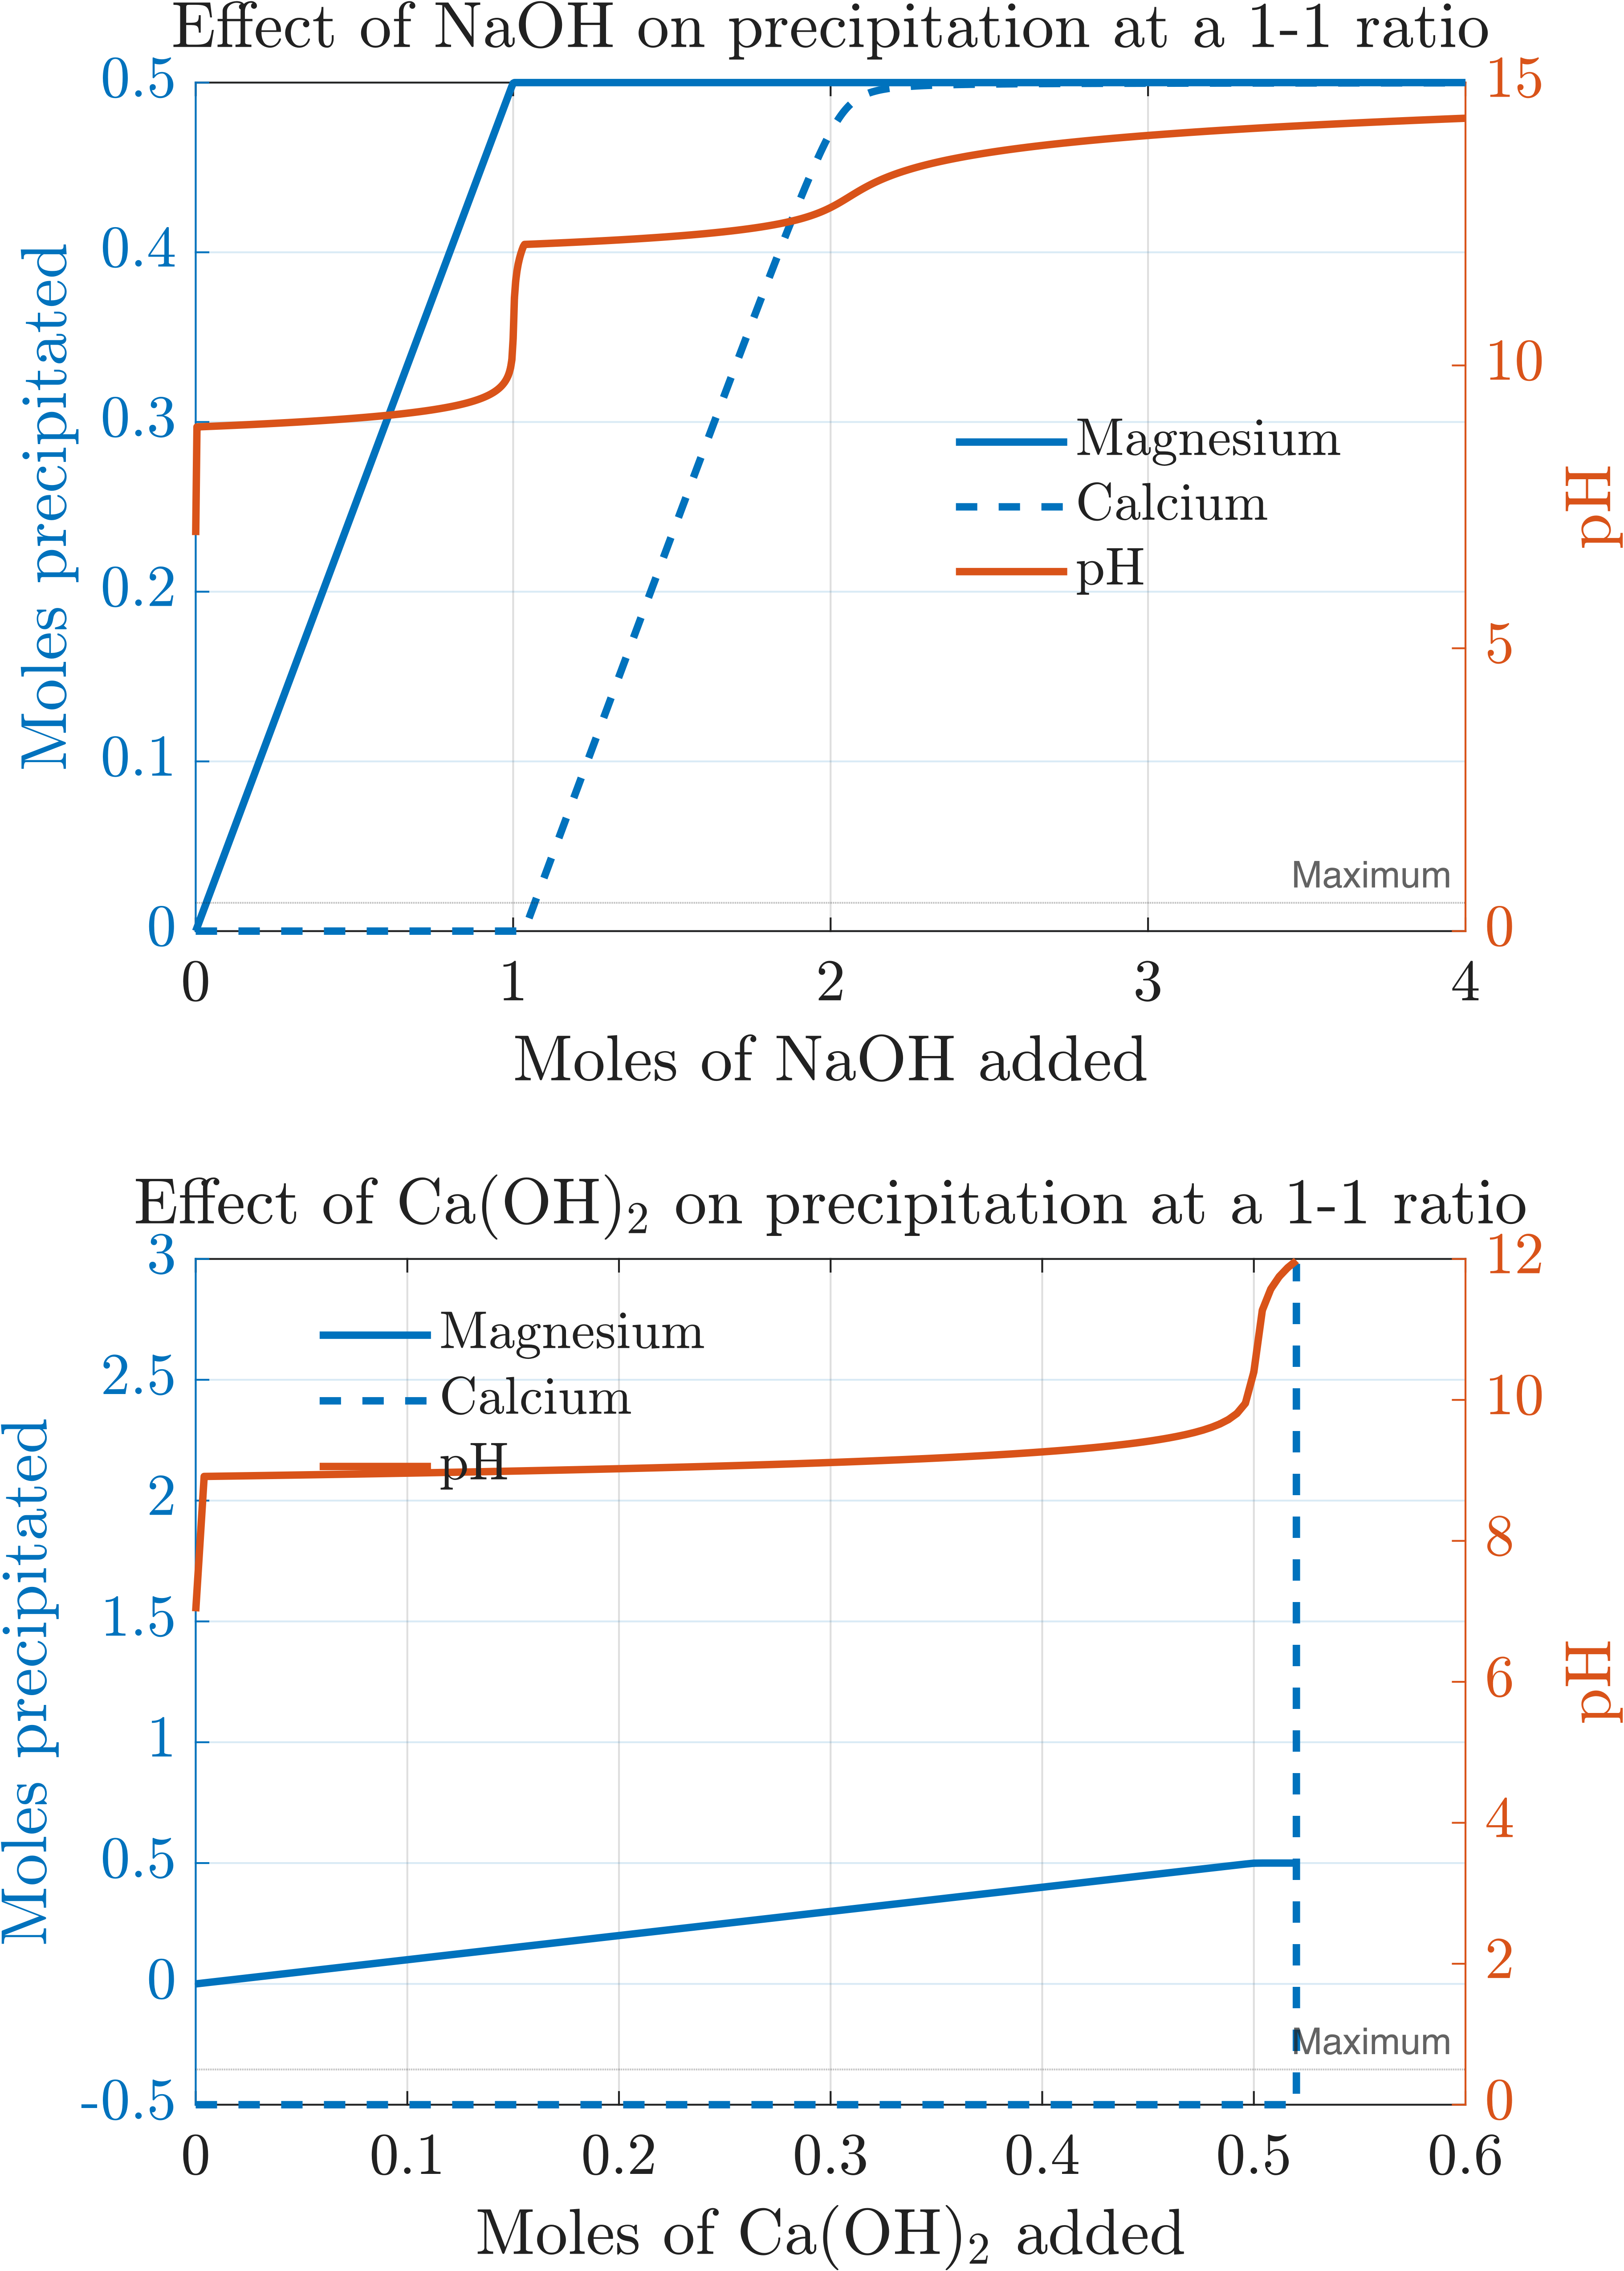 Effect of NaOH on precipitation at a 1-1 ratio
Moles precipitated
0.5
0.4
0.3
0.2
0.1
0
15
10
5
0
pH
Magnesium
Calcium
pH
Maximum
0 1 2 3 4
Moles of NaOH added
Effect of Ca(OH)₂ on precipitation at a 1-1 ratio
Moles precipitated
3
2.5
2
1.5
1
0.5
0
-0.5
12
10
8
6
4
2
0
pH
Magnesium
Calcium
pH
Maximum
0 0.1 0.2 0.3 0.4 0.5 0.6
Moles of Ca(OH)₂ added